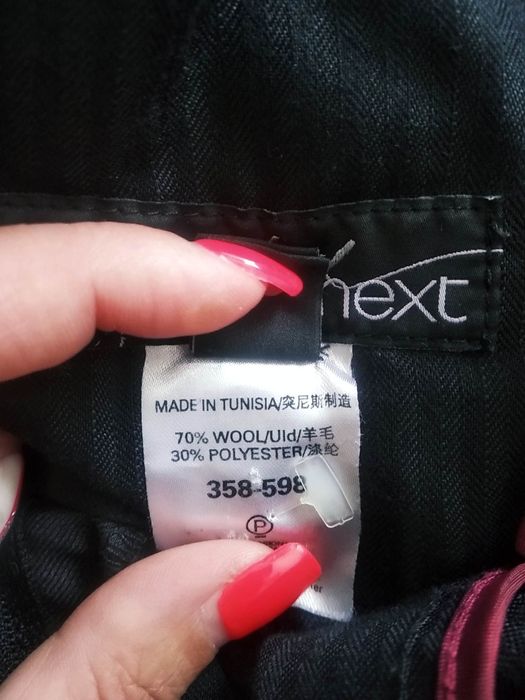 next
MADE IN TUNISIA/突尼斯制造
70% WOOL/Uld/羊毛
30% POLYESTER/涤纶
358-598
P